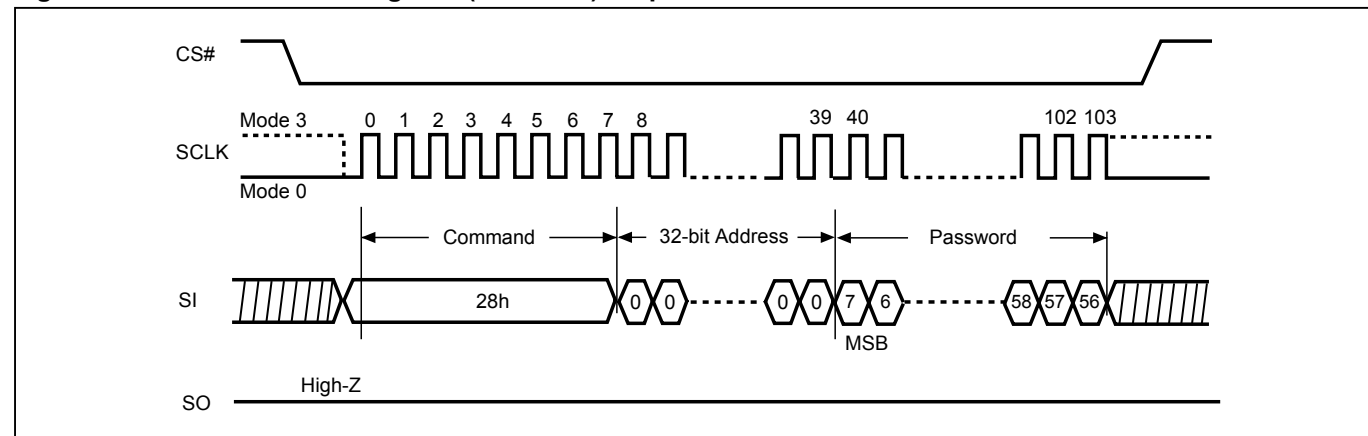 CS#
Mode 3 0 1 2 3 4 5 6 7 8 39 40 102 103
SCLK
Mode 0
Command 32-bit Address Password
SI 28h 0 0 0 0 7 6 58 57 56
MSB
High-Z
SO